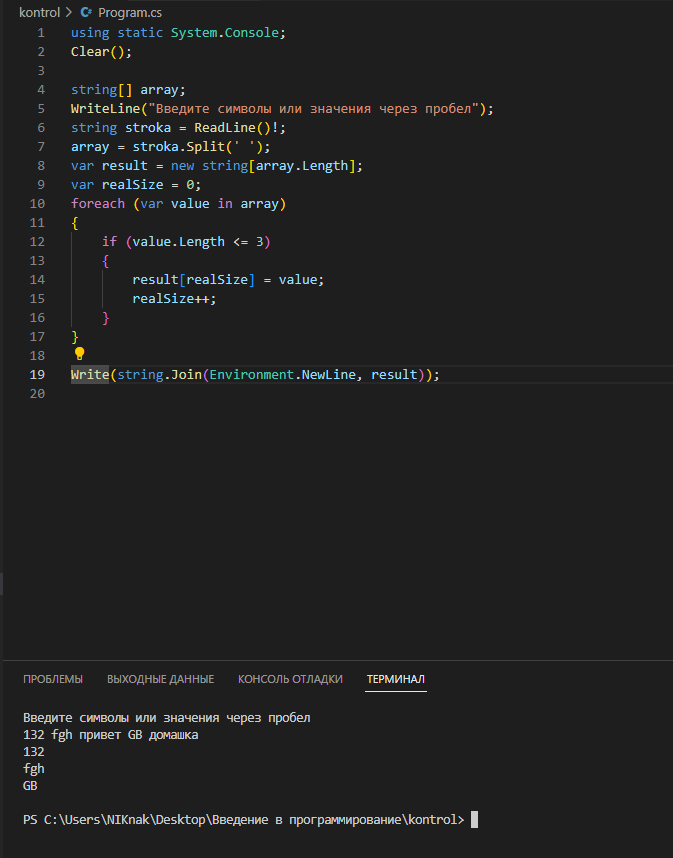 kontrol > C# Program.cs
1 using static System.Console;
2 Clear();
3
4 string[] array;
5 WriteLine("Введите символы или значения через пробел");
6 string stroka = ReadLine()!;
7 array = stroka.Split(' ');
8 var result = new string[array.Length];
9 var realSize = 0;
10 foreach (var value in array)
11 {
12     if (value.Length <= 3)
13     {
14         result[realSize] = value;
15         realSize++;
16     }
17 }
18
19 Write(string.Join(Environment.NewLine, result));
20
ПРОБЛЕМЫ ВЫХОДНЫЕ ДАННЫЕ КОНСОЛЬ ОТЛАДКИ ТЕРМИНАЛ
Введите символы или значения через пробел
132 fgh привет GB домашка
132
fgh
GB
PS C:\Users\NIKnak\Desktop\Введение в программирование\kontrol>